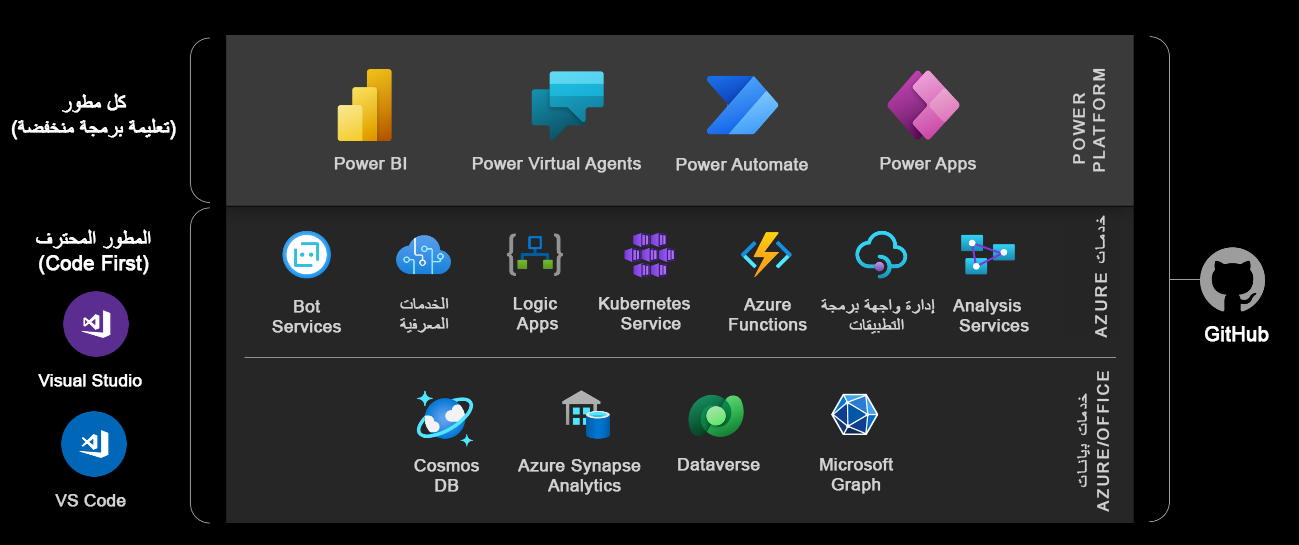 كل مطور
(تعليمة برمجة منخفضة)
Power BI
Power Virtual Agents
Power Automate
Power Apps
POWER
PLATFORM
المطور المحترف
(Code First)
Visual Studio
VS Code
Bot
Services
الخدمات
المعرفية
Logic
Apps
Kubernetes
Service
Azure
Functions
إدارة واجهة برمجة
التطبيقات
Analysis
Services
خدمات AZURE
Cosmos
DB
Azure Synapse
Analytics
Dataverse
Microsoft
Graph
خدمات بيانات
AZURE/OFFICE
GitHub